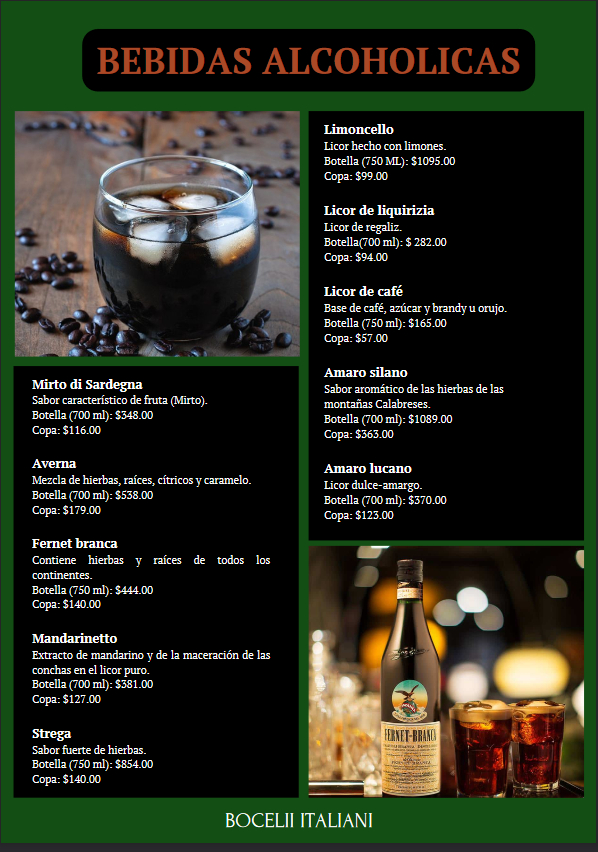 BEBIDAS ALCOHOLICAS
Mirto di Sardegna
Sabor característico de fruta (Mirto).
Botella (700 ml): $348.00
Copa: $116.00
Averna
Mezcla de hierbas, raíces, cítricos y caramelo.
Botella (700 ml): $538.00
Copa: $179.00
Fernet branca
Contiene hierbas y raíces de todos los
continentes.
Botella (750 ml): $444.00
Copa: $140.00
Mandarinetto
Extracto de mandarino y de la maceración de las
conchas en el licor puro.
Botella (700 ml): $381.00
Copa: $127.00
Strega
Sabor fuerte de hierbas.
Botella (750 ml): $854.00
Copa: $140.00
Limoncello
Licor hecho con limones.
Botella (750 ML): $1095.00
Copa: $99.00
Licor de liquirizia
Licor de regaliz.
Botella(700 ml): $ 282.00
Copa: $94.00
Licor de café
Base de café, azúcar y brandy u orujo.
Botella (750 ml): $165.00
Copa: $57.00
Amaro silano
Sabor aromático de las hierbas de las
montañas Calabreses.
Botella (700 ml): $1089.00
Copa: $363.00
Amaro lucano
Licor dulce-amargo.
Botella (700 ml): $370.00
Copa: $123.00
FERNET-BRANCA
BOCELII ITALIANI